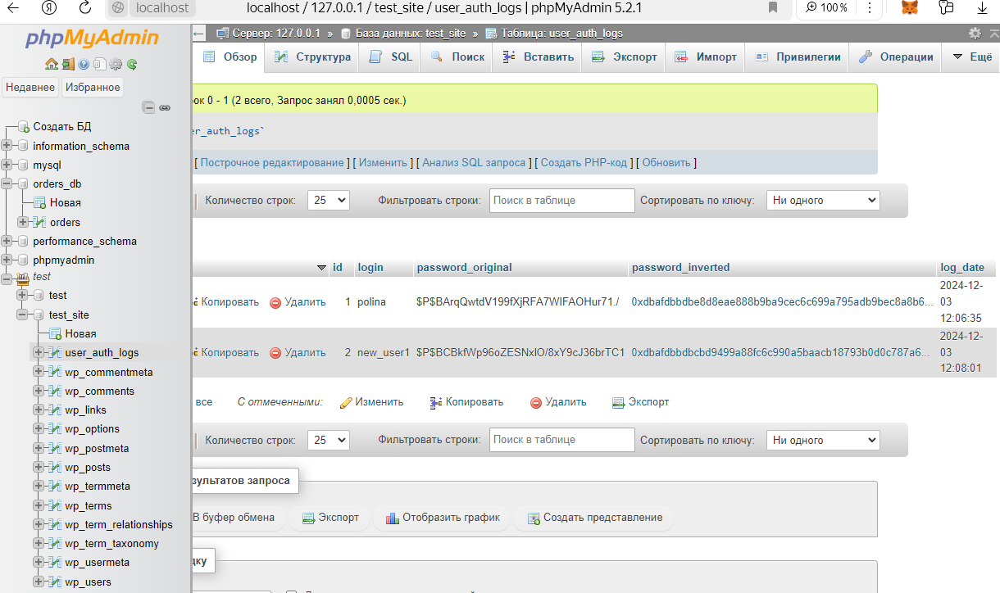 localhost
localhost / 127.0.0.1 / test_site / user_auth_logs | phpMyAdmin 5.2.1
100 %
phpMyAdmin
Недавнее Избранное
Создать БД
information_schema
mysql
orders_db
Новая
orders
performance_schema
phpmyadmin
test
test
test_site
Новая
user_auth_logs
wp_commentmeta
wp_comments
wp_links
wp_options
wp_postmeta
wp_posts
wp_termmeta
wp_terms
wp_term_relationships
wp_term_taxonomy
wp_usermeta
wp_users
Сервер: 127.0.0.1 » База данных: test_site » Таблица: user_auth_logs
Обзор Структура SQL Поиск Вставить Экспорт Импорт Привилегии Операции Ещё
ок 0 - 1 (2 всего, Запрос занял 0,0005 сек.)
er_auth_logs`
[ Построчное редактирование ] [ Изменить ] [ Анализ SQL запроса ] [ Создать PHP-код ] [ Обновить ]
Количество строк: 25 Фильтровать строки: Поиск в таблице Сортировать по ключу: Ни одного
id login password_original password_inverted log_date
Копировать Удалить 1 polina $P$BArqQwtdV199fXjRFA7WIFAOHur71./ 0xdbafdbbdbe8d8eae888b9ba9cec6c699a795adb9bec8a8b6... 2024-12-
03
12:06:35
Копировать Удалить 2 new_user1 $P$BCBkfWp96oZESNxIO/8xY9cJ36brTC1 0xdbafdbbdbcbd9499a88fc6c990a5baacb18793b0d0c787a6... 2024-12-
03
12:08:01
все С отмеченными: Изменить Копировать Удалить Экспорт
Количество строк: 25 Фильтровать строки: Поиск в таблице Сортировать по ключу: Ни одного
зультатов запроса
В буфер обмена Экспорт Отобразить график Создать представление
дку